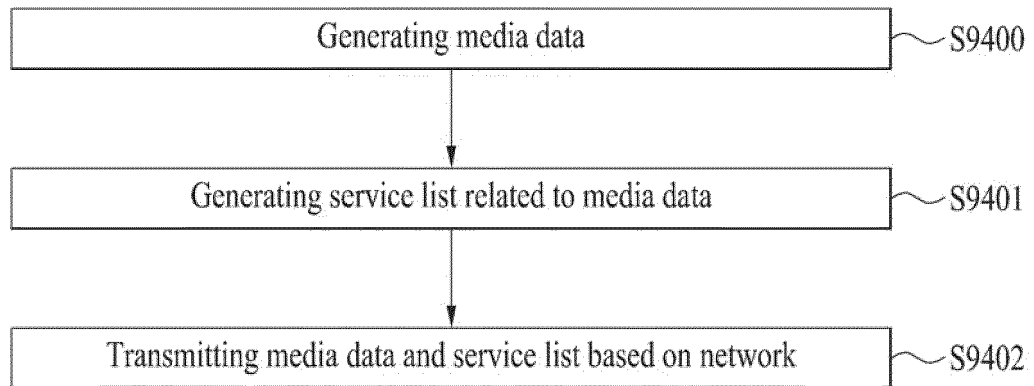 Generating media data S9400
Generating service list related to media data S9401
Transmitting media data and service list based on network S9402